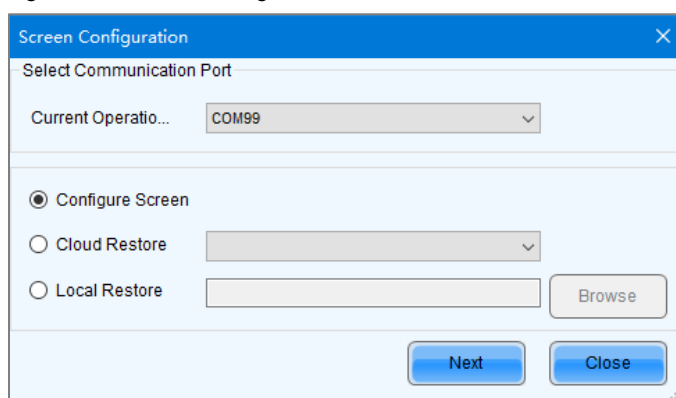 Screen Configuration
Select Communication Port
Current Operatio...
COM99
Configure Screen
Cloud Restore
Local Restore
Browse
Next
Close